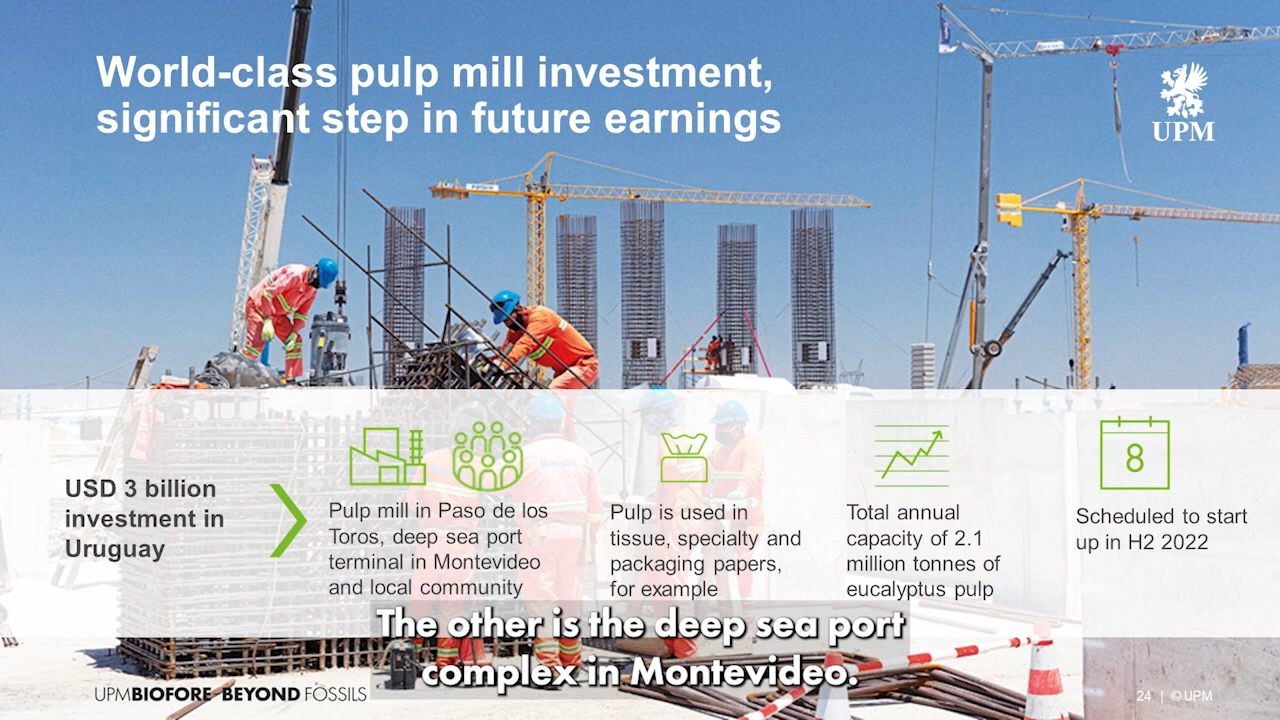 World-class pulp mill investment,
significant step in future earnings
UPM
USD 3 billion
investment in
Uruguay
Pulp mill in Paso de los
Toros, deep sea port
terminal in Montevideo
and local community
Pulp is used in
tissue, specialty and
packaging papers,
for example
Total annual
capacity of 2.1
million tonnes of
eucalyptus pulp
8
Scheduled to start
up in H2 2022
The other is the deep sea port
complex in Montevideo.
UPM BIOFORE–BEYOND FOSSILS
24 | © UPM